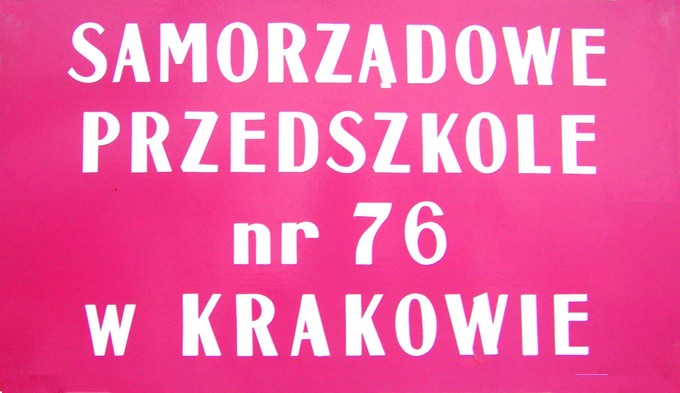 SAMORZĄDOWE
PRZEDSZKOLE
nr 76
w KRAKOWIE